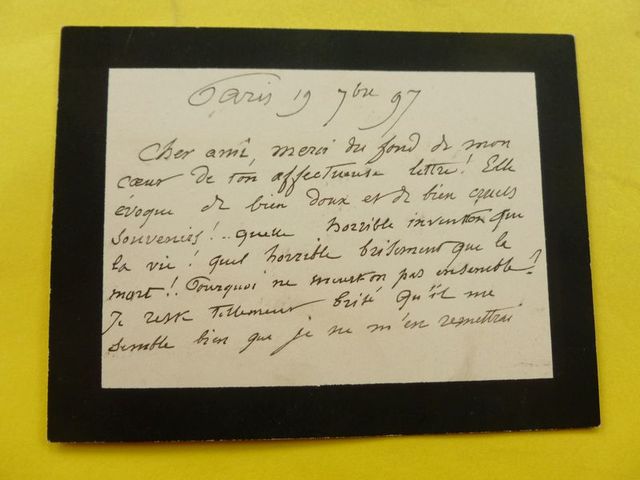 Paris 19 7bre 97
Cher ami, merci du fond de mon
cœur de ton affectueuse lettre! Elle
évoque de bien doux et de bien cruels
souvenirs!.. quelle horrible invention que
la vie! quel horrible brisement que la
mort!! Pourquoi ne meurt on pas ensemble?
Je reste tellement brisé qu'il me
semble bien que je ne m'en remettrai